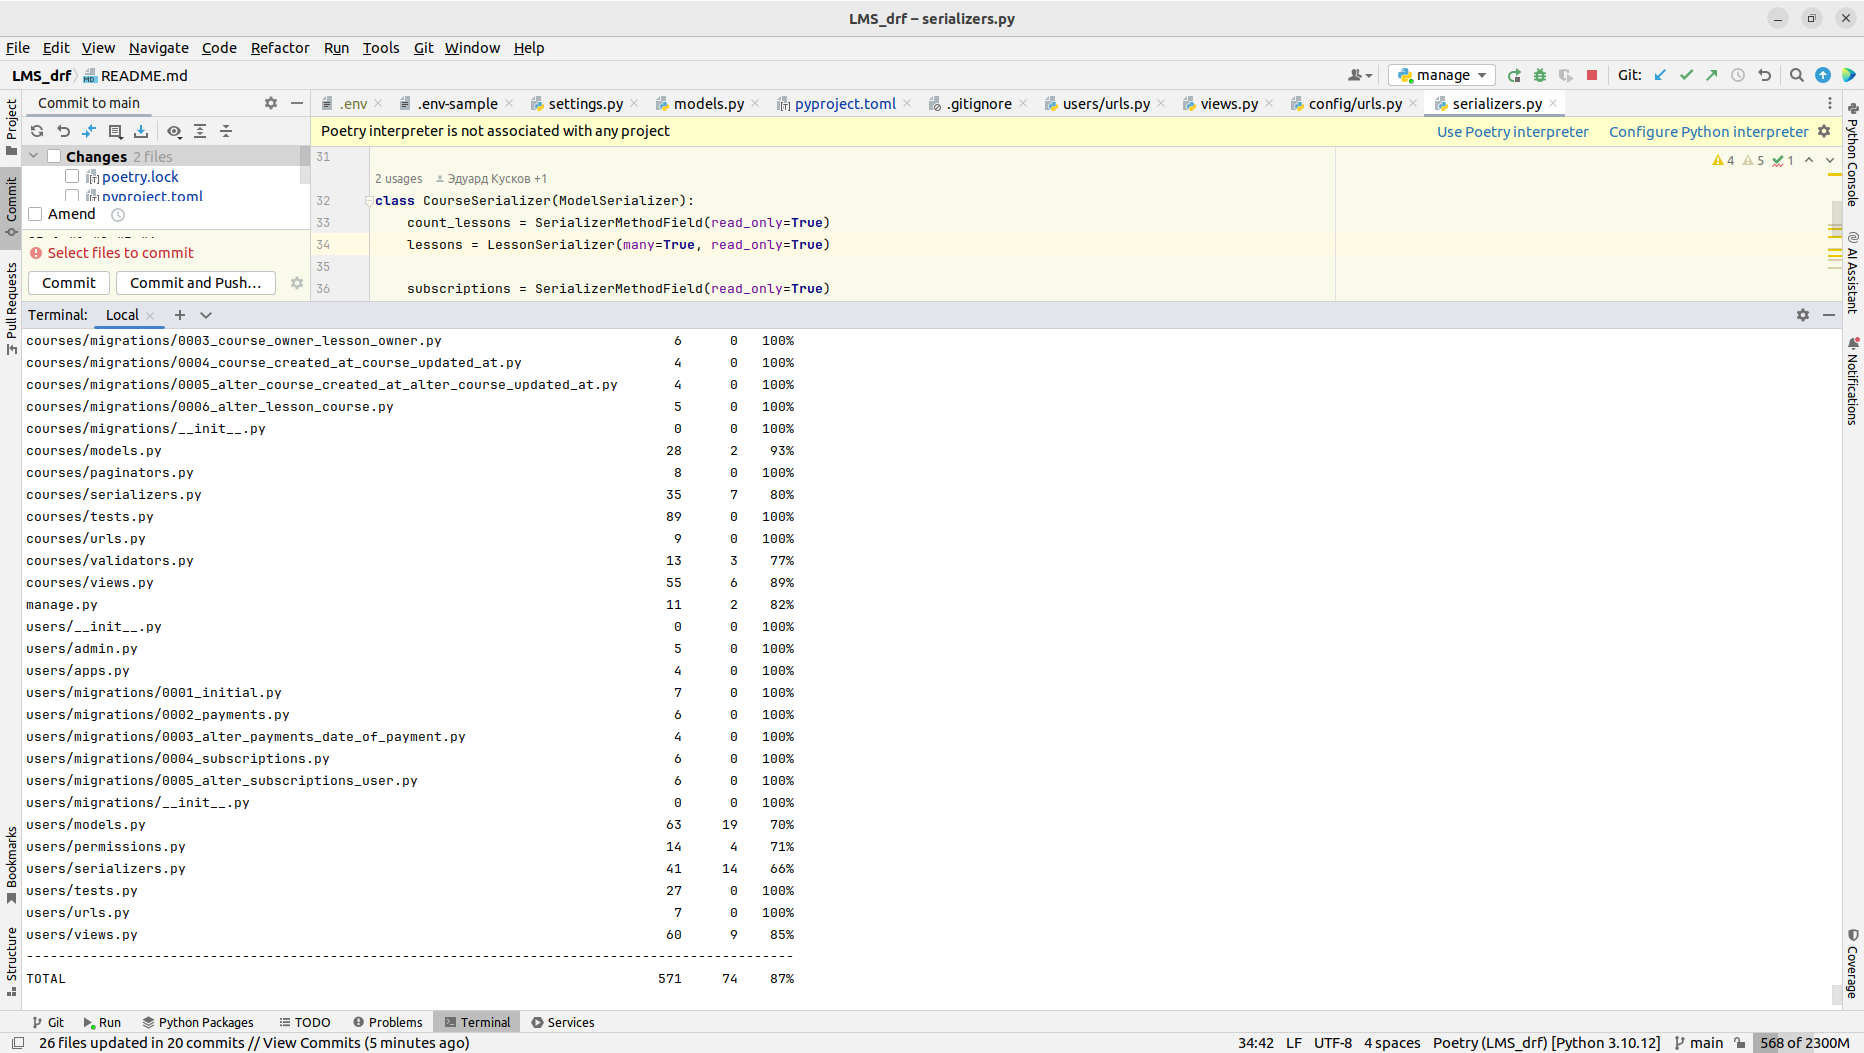 LMS_drf – serializers.py
File Edit View Navigate Code Refactor Run Tools Git Window Help
LMS_drf README.md
manage
Git:
Project
Commit
Pull Requests
Bookmarks
Structure
Commit to main
Changes 2 files
poetry.lock
pyproject.toml
Amend
Select files to commit
Commit
Commit and Push...
.env
.env-sample
settings.py
models.py
pyproject.toml
.gitignore
users/urls.py
views.py
config/urls.py
serializers.py
Poetry interpreter is not associated with any project
Use Poetry interpreter Configure Python interpreter
4 5 1
31
2 usages Эдуард Кусков +1
32 class CourseSerializer(ModelSerializer):
33 count_lessons = SerializerMethodField(read_only=True)
34 lessons = LessonSerializer(many=True, read_only=True)
35
36 subscriptions = SerializerMethodField(read_only=True)
Terminal: Local
courses/migrations/0003_course_owner_lesson_owner.py 6 0 100%
courses/migrations/0004_course_created_at_course_updated_at.py 4 0 100%
courses/migrations/0005_alter_course_created_at_alter_course_updated_at.py 4 0 100%
courses/migrations/0006_alter_lesson_course.py 5 0 100%
courses/migrations/__init__.py 0 0 100%
courses/models.py 28 2 93%
courses/paginators.py 8 0 100%
courses/serializers.py 35 7 80%
courses/tests.py 89 0 100%
courses/urls.py 9 0 100%
courses/validators.py 13 3 77%
courses/views.py 55 6 89%
manage.py 11 2 82%
users/__init__.py 0 0 100%
users/admin.py 5 0 100%
users/apps.py 4 0 100%
users/migrations/0001_initial.py 7 0 100%
users/migrations/0002_payments.py 6 0 100%
users/migrations/0003_alter_payments_date_of_payment.py 4 0 100%
users/migrations/0004_subscriptions.py 6 0 100%
users/migrations/0005_alter_subscriptions_user.py 6 0 100%
users/migrations/__init__.py 0 0 100%
users/models.py 63 19 70%
users/permissions.py 14 4 71%
users/serializers.py 41 14 66%
users/tests.py 27 0 100%
users/urls.py 7 0 100%
users/views.py 60 9 85%
------------------------------------------------------------------------------------------------
TOTAL 571 74 87%
Python Console
AI Assistant
Notifications
Coverage
Git Run Python Packages TODO Problems Terminal Services
26 files updated in 20 commits // View Commits (5 minutes ago)
34:42 LF UTF-8 4 spaces Poetry (LMS_drf) [Python 3.10.12] main 568 of 2300M